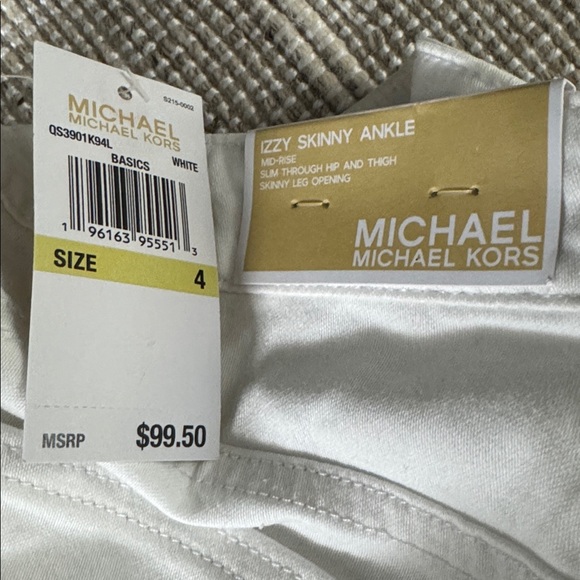 S215-0002
MICHAEL
MICHAEL KORS
QS3901K94L
BASICS WHITE
1 96163 95551 3
SIZE 4
MSRP $99.50
IZZY SKINNY ANKLE
MID-RISE
SLIM THROUGH HIP AND THIGH
SKINNY LEG OPENING
MICHAEL
MICHAEL KORS